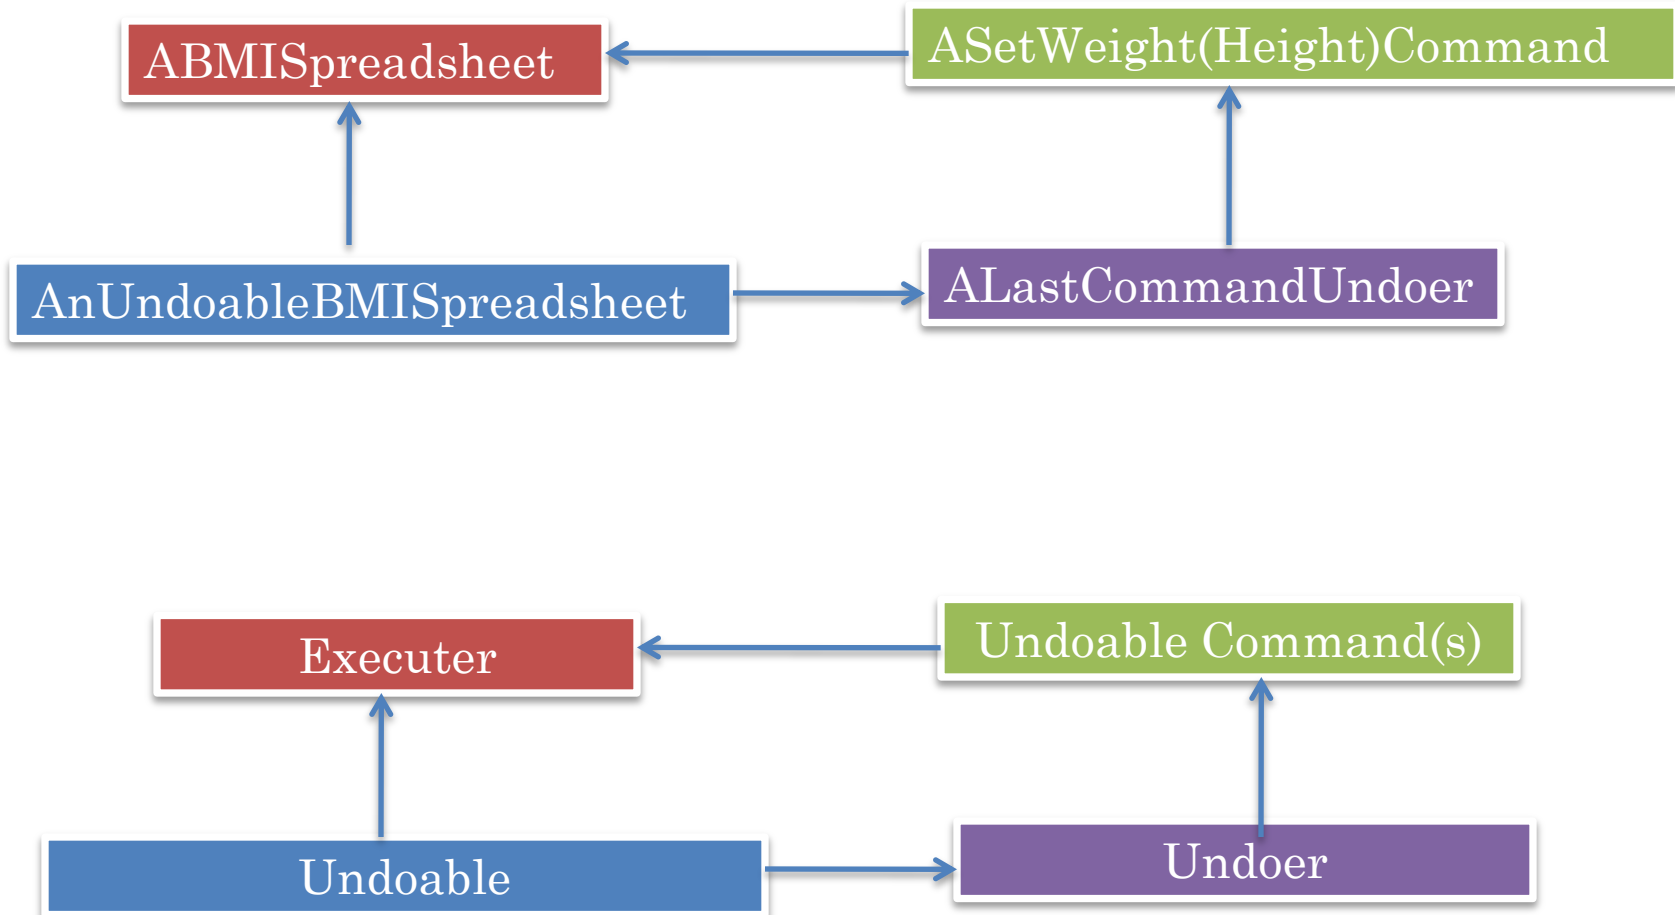 ABMISpreadsheet
ASetWeight(Height)Command
AnUndoableBMISpreadsheet
ALastCommandUndoer
Executer
Undoable Command(s)
Undoable
Undoer